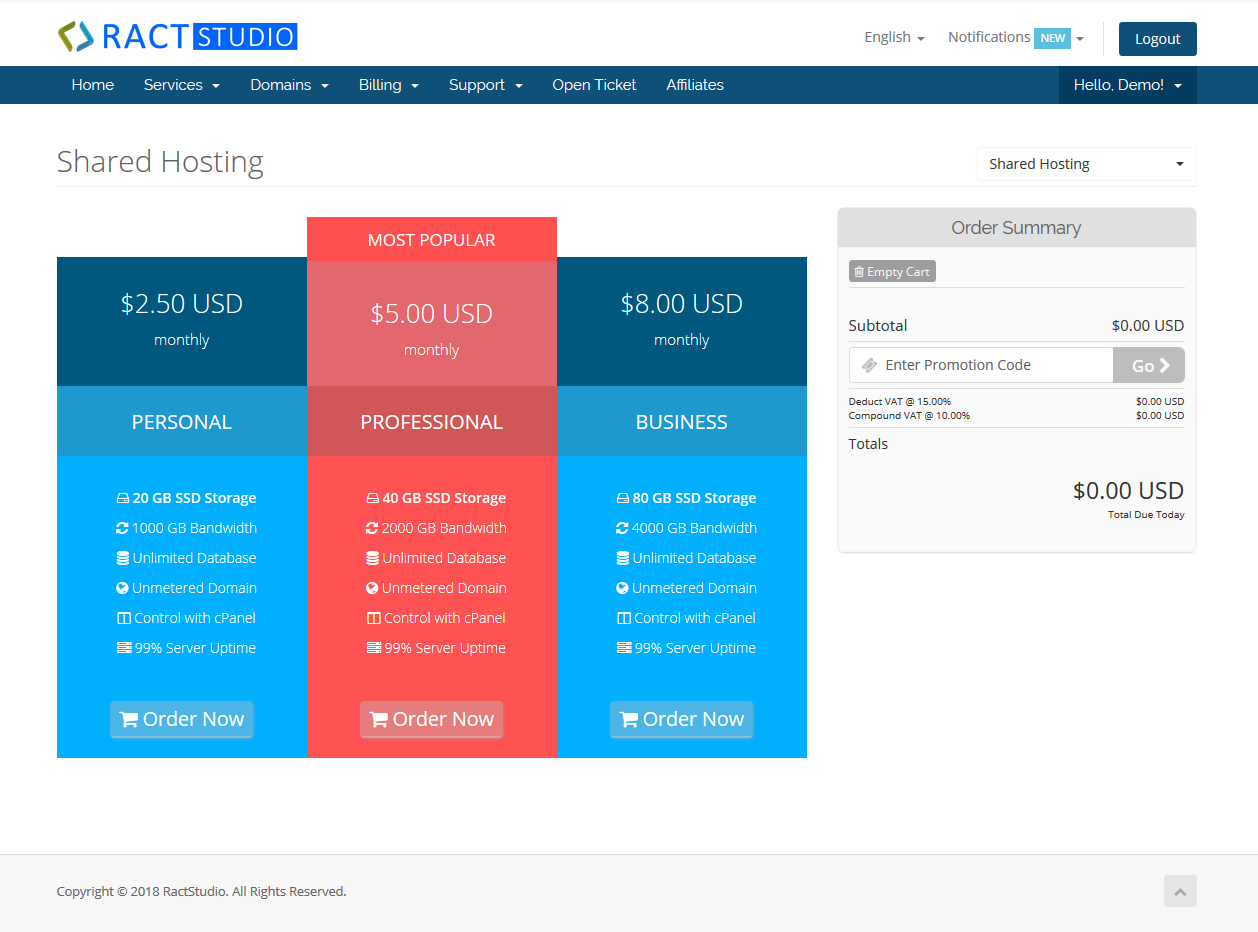 RACTSTUDIO
English
Notifications NEW
Logout
Home Services Domains Billing Support Open Ticket Affiliates Hello, Demo!
Shared Hosting
Shared Hosting
MOST POPULAR
$2.50 USD
monthly
PERSONAL
20 GB SSD Storage
1000 GB Bandwidth
Unlimited Database
Unmetered Domain
Control with cPanel
99% Server Uptime
Order Now
$5.00 USD
monthly
PROFESSIONAL
40 GB SSD Storage
2000 GB Bandwidth
Unlimited Database
Unmetered Domain
Control with cPanel
99% Server Uptime
Order Now
$8.00 USD
monthly
BUSINESS
80 GB SSD Storage
4000 GB Bandwidth
Unlimited Database
Unmetered Domain
Control with cPanel
99% Server Uptime
Order Now
Order Summary
Empty Cart
Subtotal $0.00 USD
Enter Promotion Code Go
Deduct VAT @ 15.00% $0.00 USD
Compound VAT @ 10.00% $0.00 USD
Totals
$0.00 USD
Total Due Today
Copyright © 2018 RactStudio. All Rights Reserved.